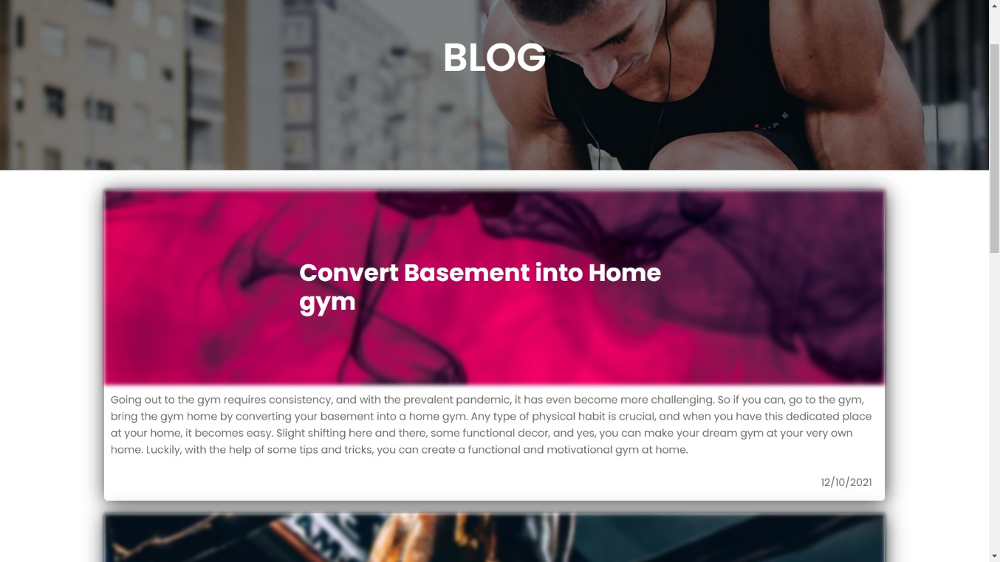 BLOG
Convert Basement into Home
gym
Going out to the gym requires consistency, and with the prevalent pandemic, it has even become more challenging. So if you can, go to the gym,
bring the gym home by converting your basement into a home gym. Any type of physical habit is crucial, and when you have this dedicated place
at your home, it becomes easy. Slight shifting here and there, some functional decor, and yes, you can make your dream gym at your very own
home. Luckily, with the help of some tips and tricks, you can create a functional and motivational gym at home.
12/10/2021